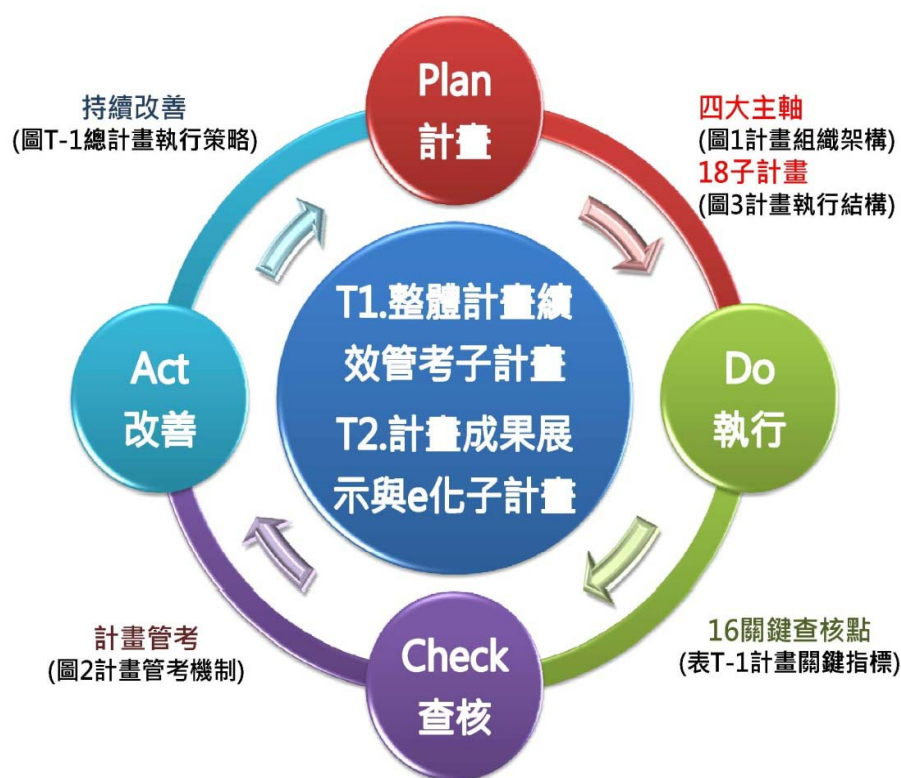 Plan
計畫
持續改善
(圖T-1總計畫執行策略)
四大主軸
(圖1計畫組織架構)
18子計畫
(圖3計畫執行結構)
T1.整體計畫績
效管考子計畫
T2.計畫成果展
示與e化子計畫
Act
改善
Do
執行
計畫管考
(圖2計畫管考機制)
16關鍵查核點
(表T-1計畫關鍵指標)
Check
查核